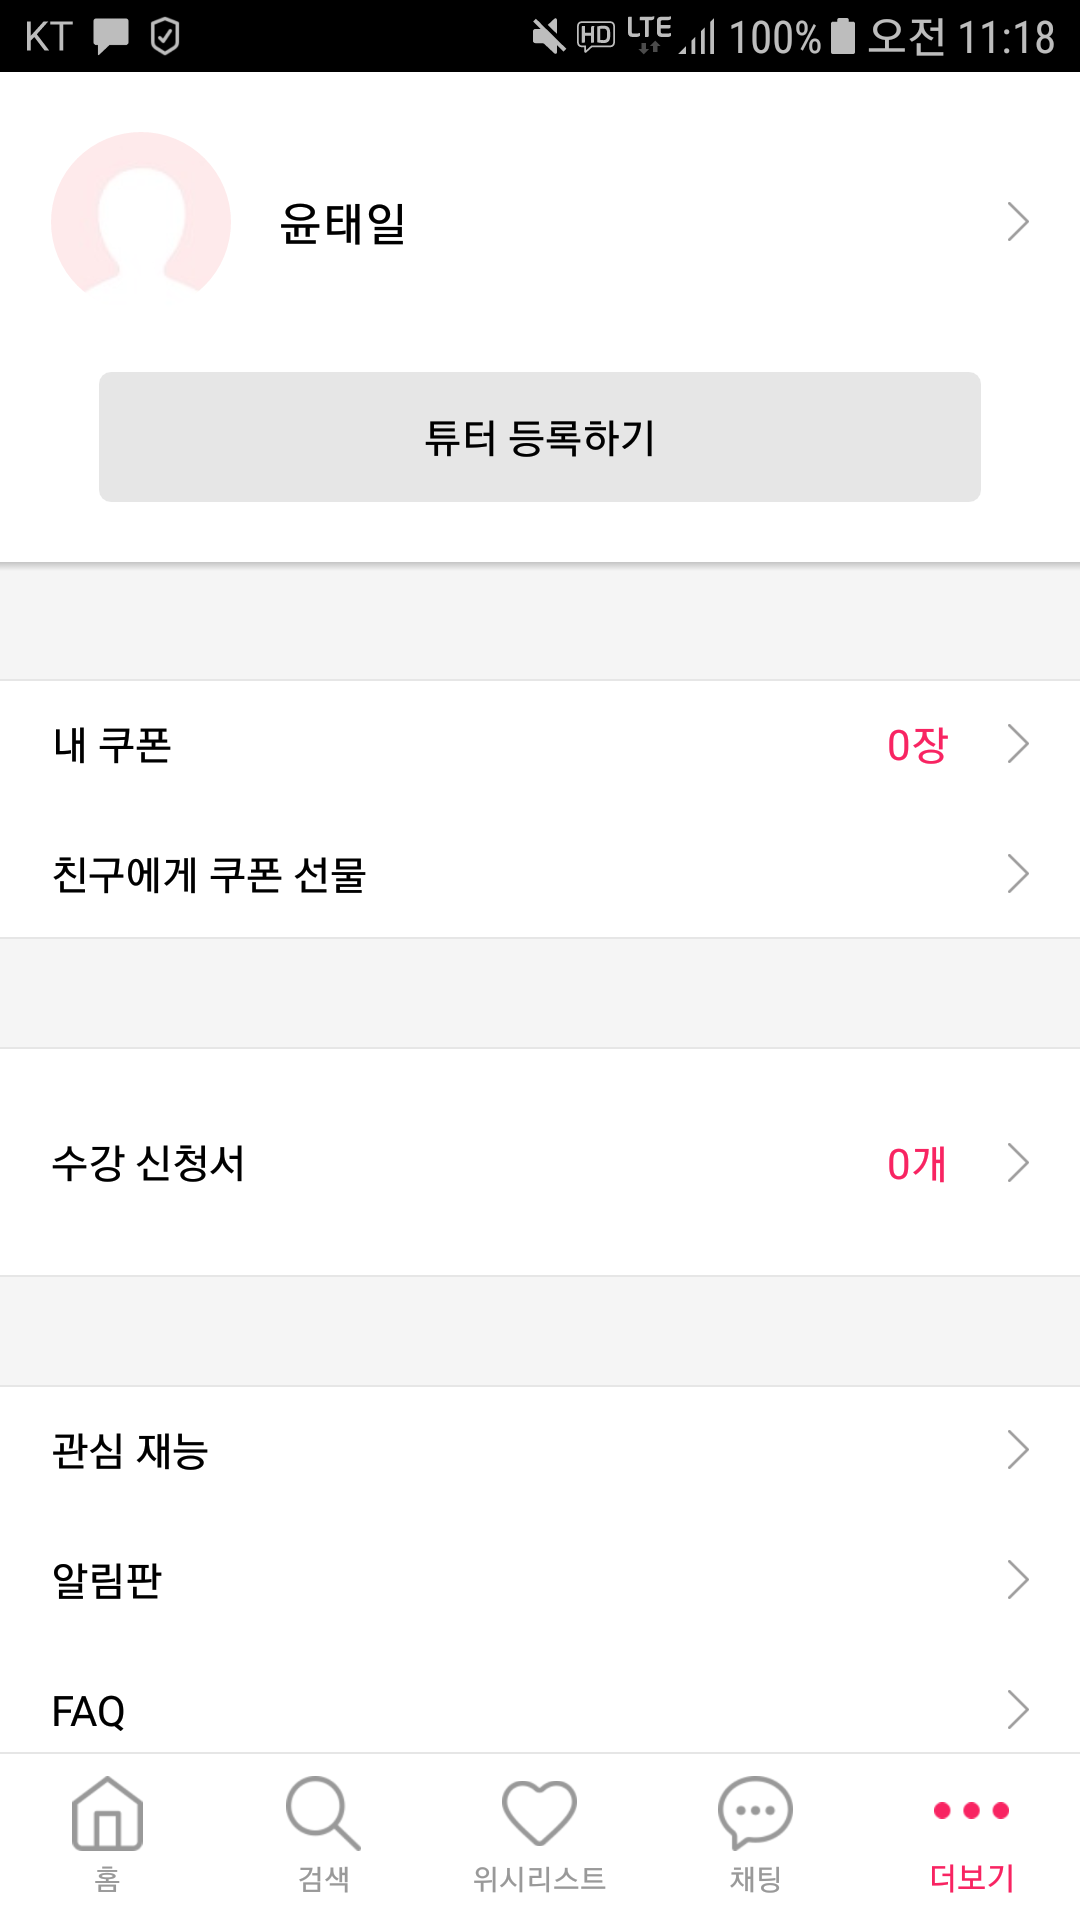 KT HD LTE 100% 오전 11:18
윤태일
튜터 등록하기
내 쿠폰 0장
친구에게 쿠폰 선물
수강 신청서 0개
관심 재능
알림판
FAQ
홈 검색 위시리스트 채팅 더보기